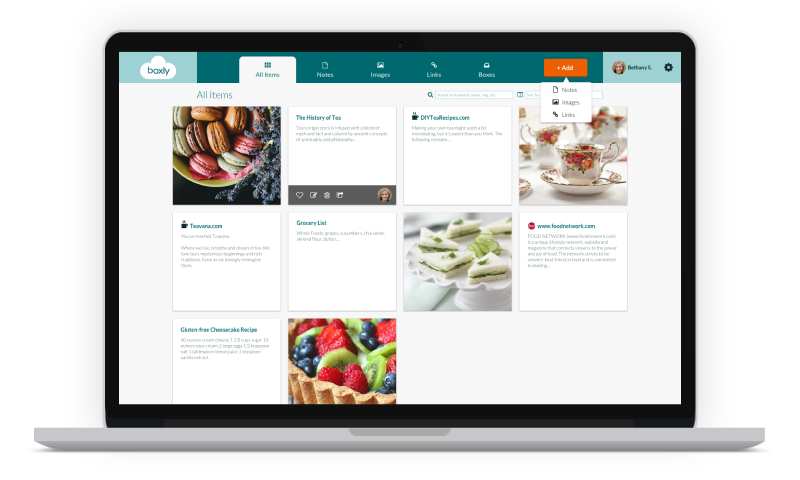 boxly
All Items
Notes
Images
Links
Boxes
+ Add
Bethany S.
Notes
Images
Links
All Items
Search by keyword, name, tag, etc.
The History of Tea
Tea's origin story is infused with a blend of
myth and fact and colored by ancient concepts
of spirituality and philosophy...
DIYTeaRecipes.com
Making your own tea might seem a bit
intimidating, but it's easier than you think. The
following recipes...
Teavana.com
You've reached Teavana.
Where we live, breathe and dream of tea. We
love tea's mysterious beginnings and rich
traditions. Even as we lovingly reimagine
them.
Grocery List
Whole Foods: grapes, cucumbers, chia seeds,
almond flour, butter...
www.foodnetwork.com
FOOD NETWORK (www.foodnetwork.com)
is a unique lifestyle network, website and
magazine that connects viewers to the power
and joy of food. The network strives to be
viewers' best friend in food and is committed
to leading...
Gluten-free Cheesecake Recipe
40 ounces cream cheese 1 1/2 cups sugar 10
ounces sour cream 2 large eggs 1/2 teaspoon
salt 1 tablespoon lemon juice 1 teaspoon
vanilla extract